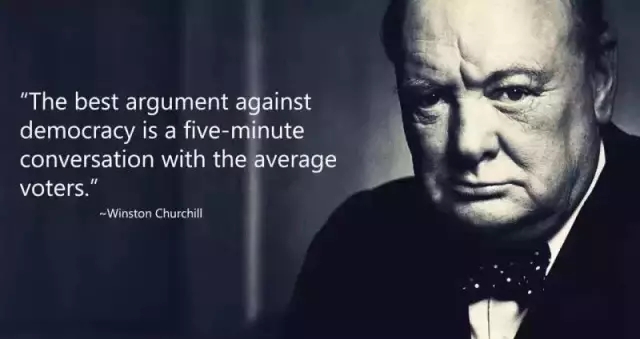 “The best argument against
democracy is a five-minute
conversation with the average
voters.”
~Winston Churchill